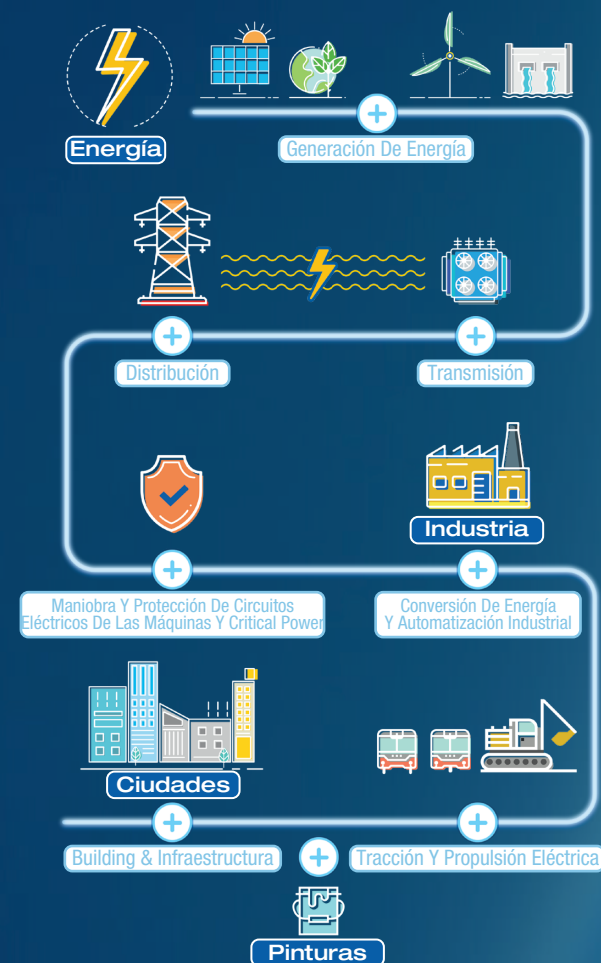 Energía
Generación De Energía
Distribución
Transmisión
Industria
Maniobra Y Protección De Circuitos
Eléctricos De Las Máquinas Y Critical Power
Conversión De Energía
Y Automatización Industrial
Ciudades
Building & Infraestructura
Tracción Y Propulsión Eléctrica
Pinturas